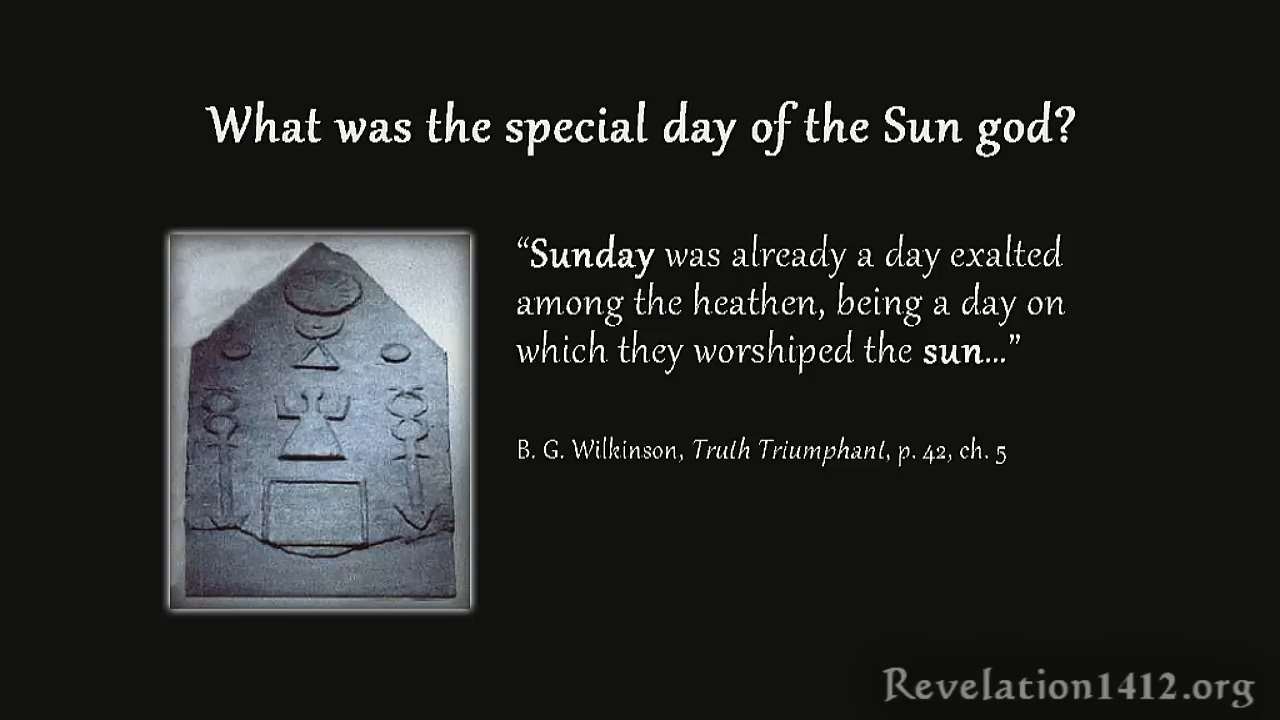 What was the special day of the Sun god?
“Sunday was already a day exalted
among the heathen, being a day on
which they worshiped the sun...”
B. G. Wilkinson, Truth Triumphant, p. 42, ch. 5
Revelation1412.org